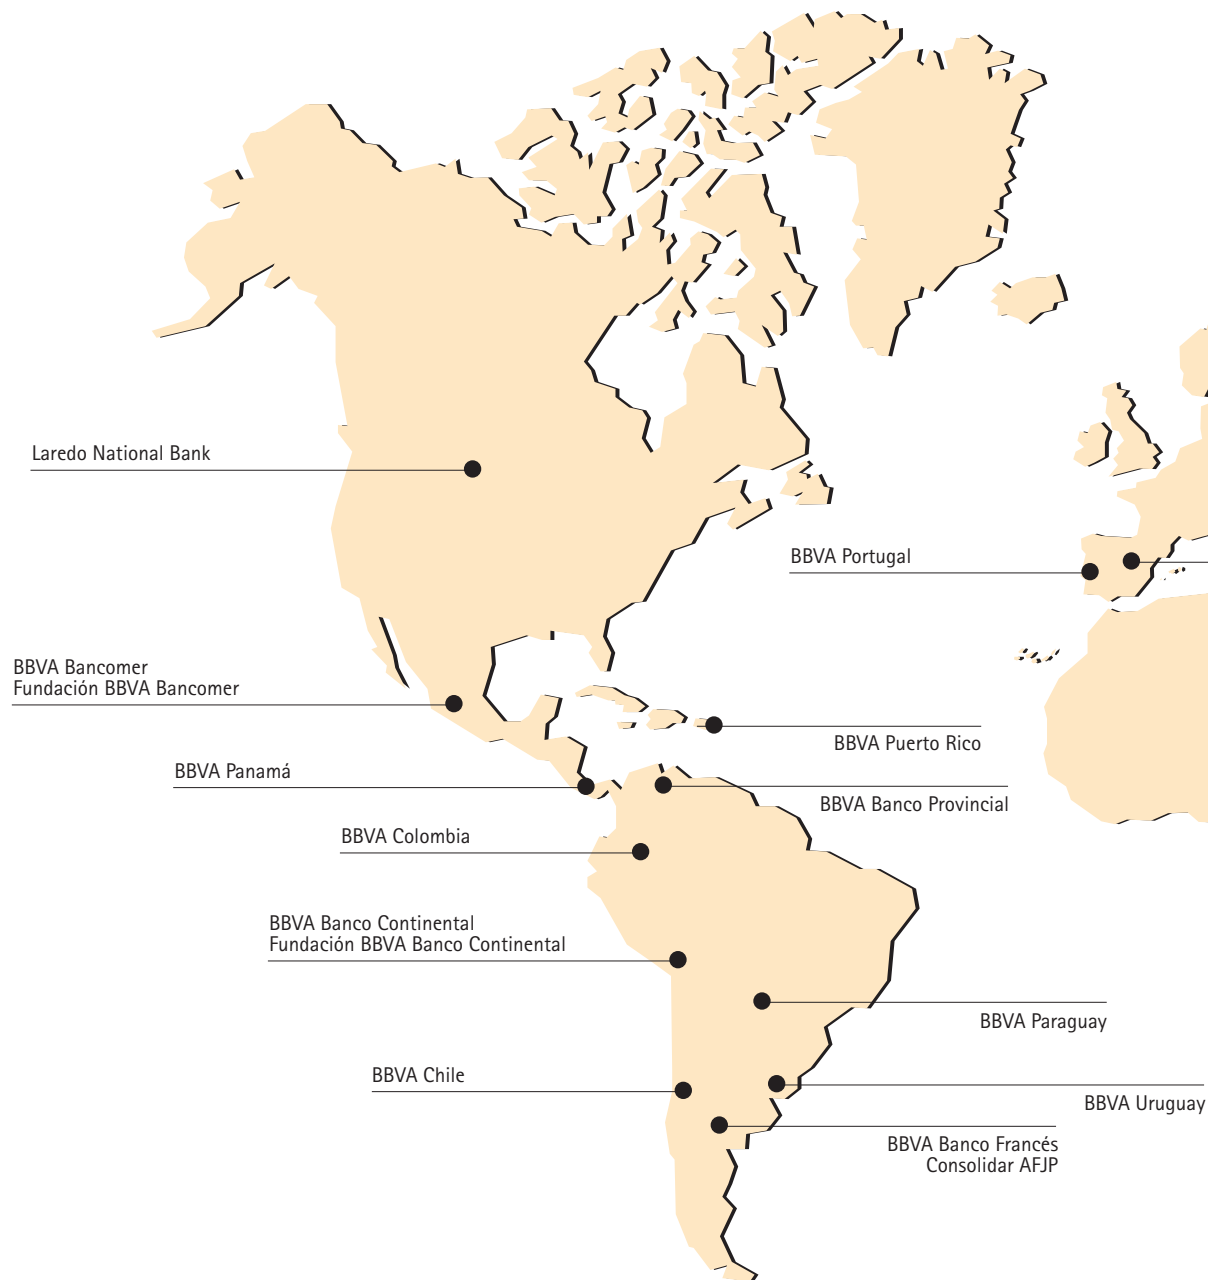 Laredo National Bank
BBVA Portugal
BBVA Bancomer
Fundación BBVA Bancomer
BBVA Puerto Rico
BBVA Panamá
BBVA Banco Provincial
BBVA Colombia
BBVA Banco Continental
Fundación BBVA Banco Continental
BBVA Paraguay
BBVA Chile
BBVA Uruguay
BBVA Banco Francés
Consolidar AFJP